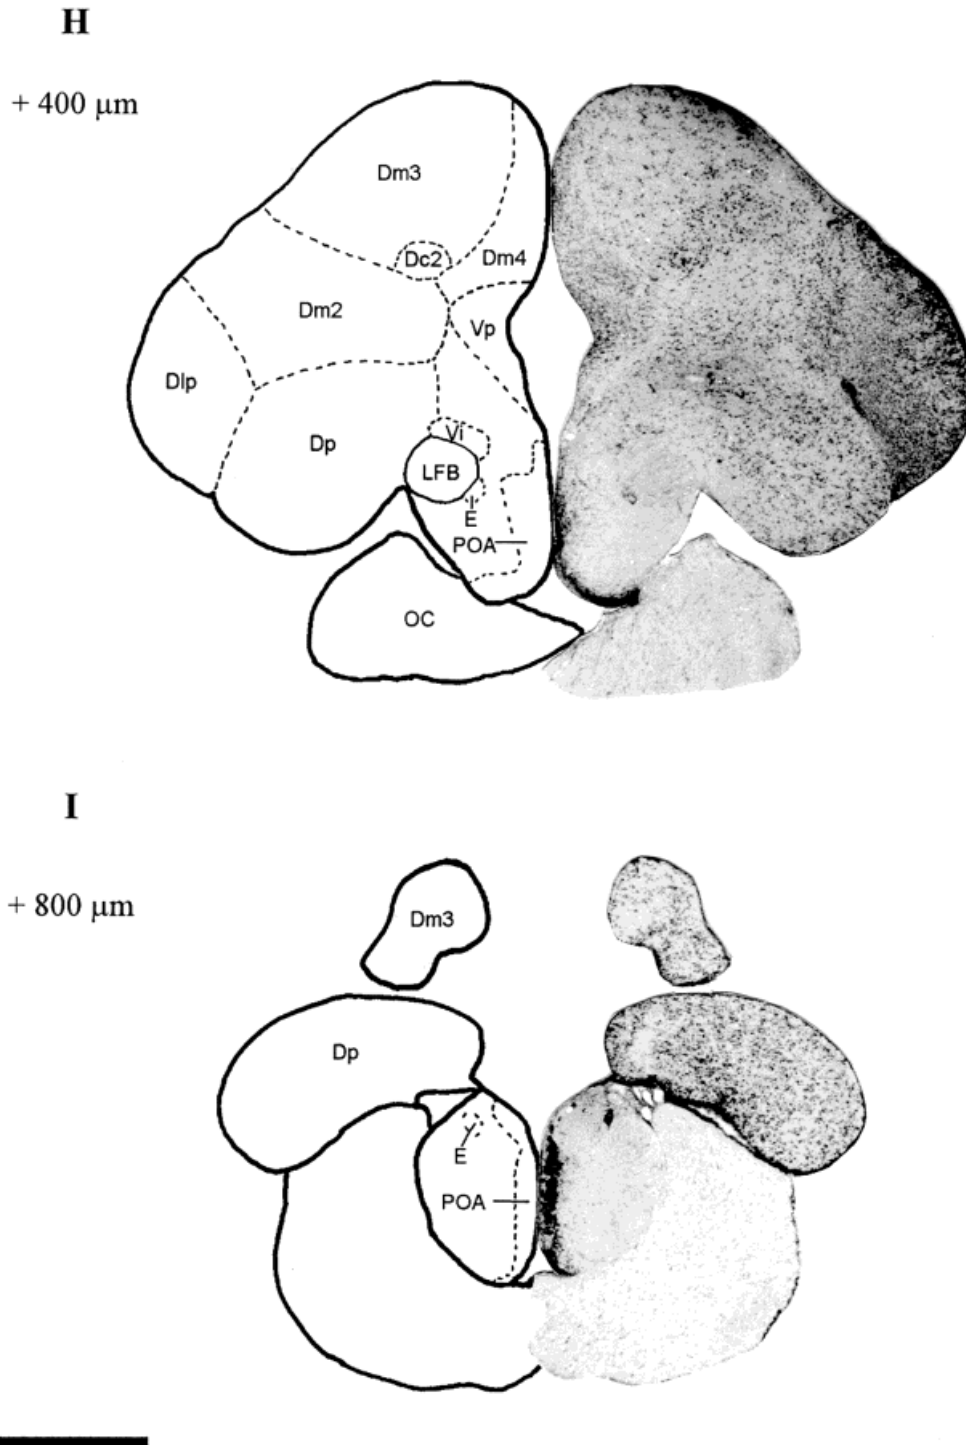 H
+ 400 μm
Dm3
Dc2
Dm4
Dm2
Vp
Dlp
Vi
Dp
LFB
E
POA
OC
I
+ 800 μm
Dm3
Dp
E
POA